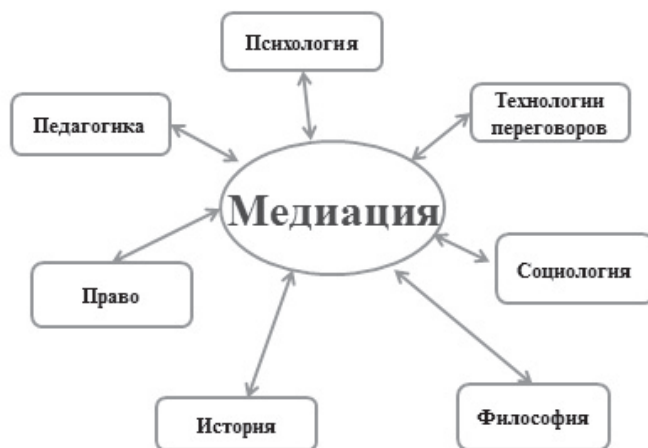 Психология
Педагогика
Технологии
переговоров
Медиация
Социология
Право
История
Философия